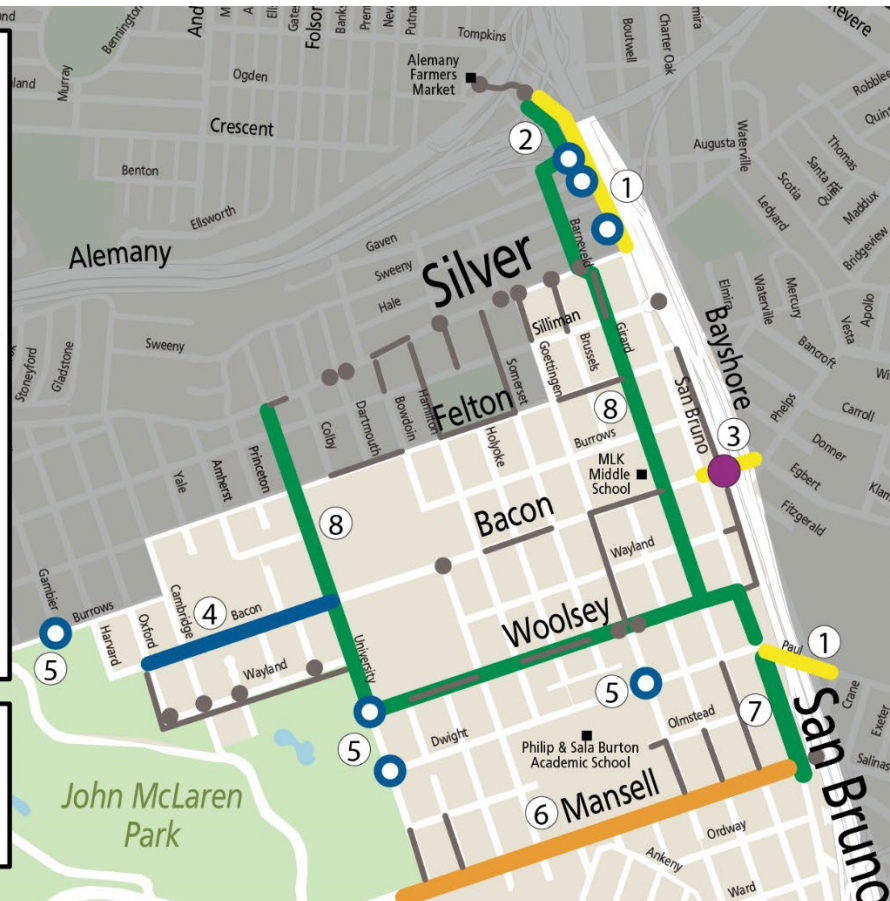 Bennington
And
Folsom
Banks
Tompkins
Boutwell
Charter Oak
Revere
Murray
Ogden
Alemany
Farmers
Market
Crescent
Benton
Ellsworth
Alemany
Gaven
Sweeny
Hale
Silver
2
1
Barneveld
Augusta
Waterville
Thomas
Santa Fe
Quint
Scotia
Ledyard
Maddux
Bridgeview
Elmira
Waterville
Mercury
Apollo
Vesta
Bancroft
Bayshore
Stoneyford
Gladstone
Sweeny
Silliman
Goettingen
Brussels
Girard
San Bruno
Somerset
Felton
Hamilton
Bowdoin
Dartmouth
Colby
Princeton
Amherst
Yale
Holyoke
8
Burrows
MLK
Middle
School
3
Phelps
Carroll
Donner
Egbert
Fitzgerald
Bacon
8
Wayland
Gambier
Burrows
Harvard
Oxford
Cambridge
4
Bacon
Wayland
University
Woolsey
5
5
5
Dwight
Paul
1
Crane
Exeter
Salinas
Olmstead
7
Philip & Sala Burton
Academic School
San Bruno
John McLaren
Park
6
Mansell
Ordway
Ankeny
Ward